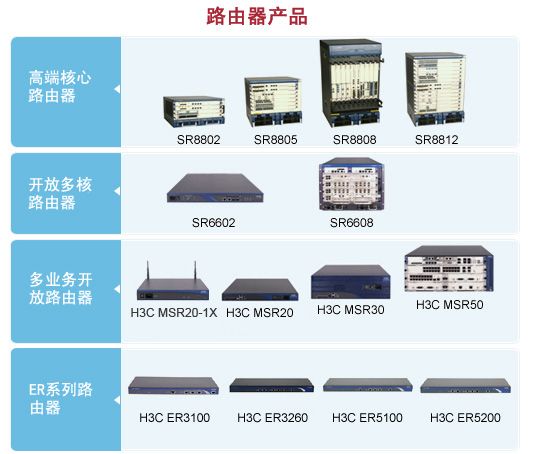 路由器产品
高端核心
路由器
SR8802
SR8805
SR8808
SR8812
开放多核
路由器
SR6602
SR6608
多业务开
放路由器
H3C MSR20-1X
H3C MSR20
H3C MSR30
H3C MSR50
ER系列路
由器
H3C ER3100
H3C ER3260
H3C ER5100
H3C ER5200